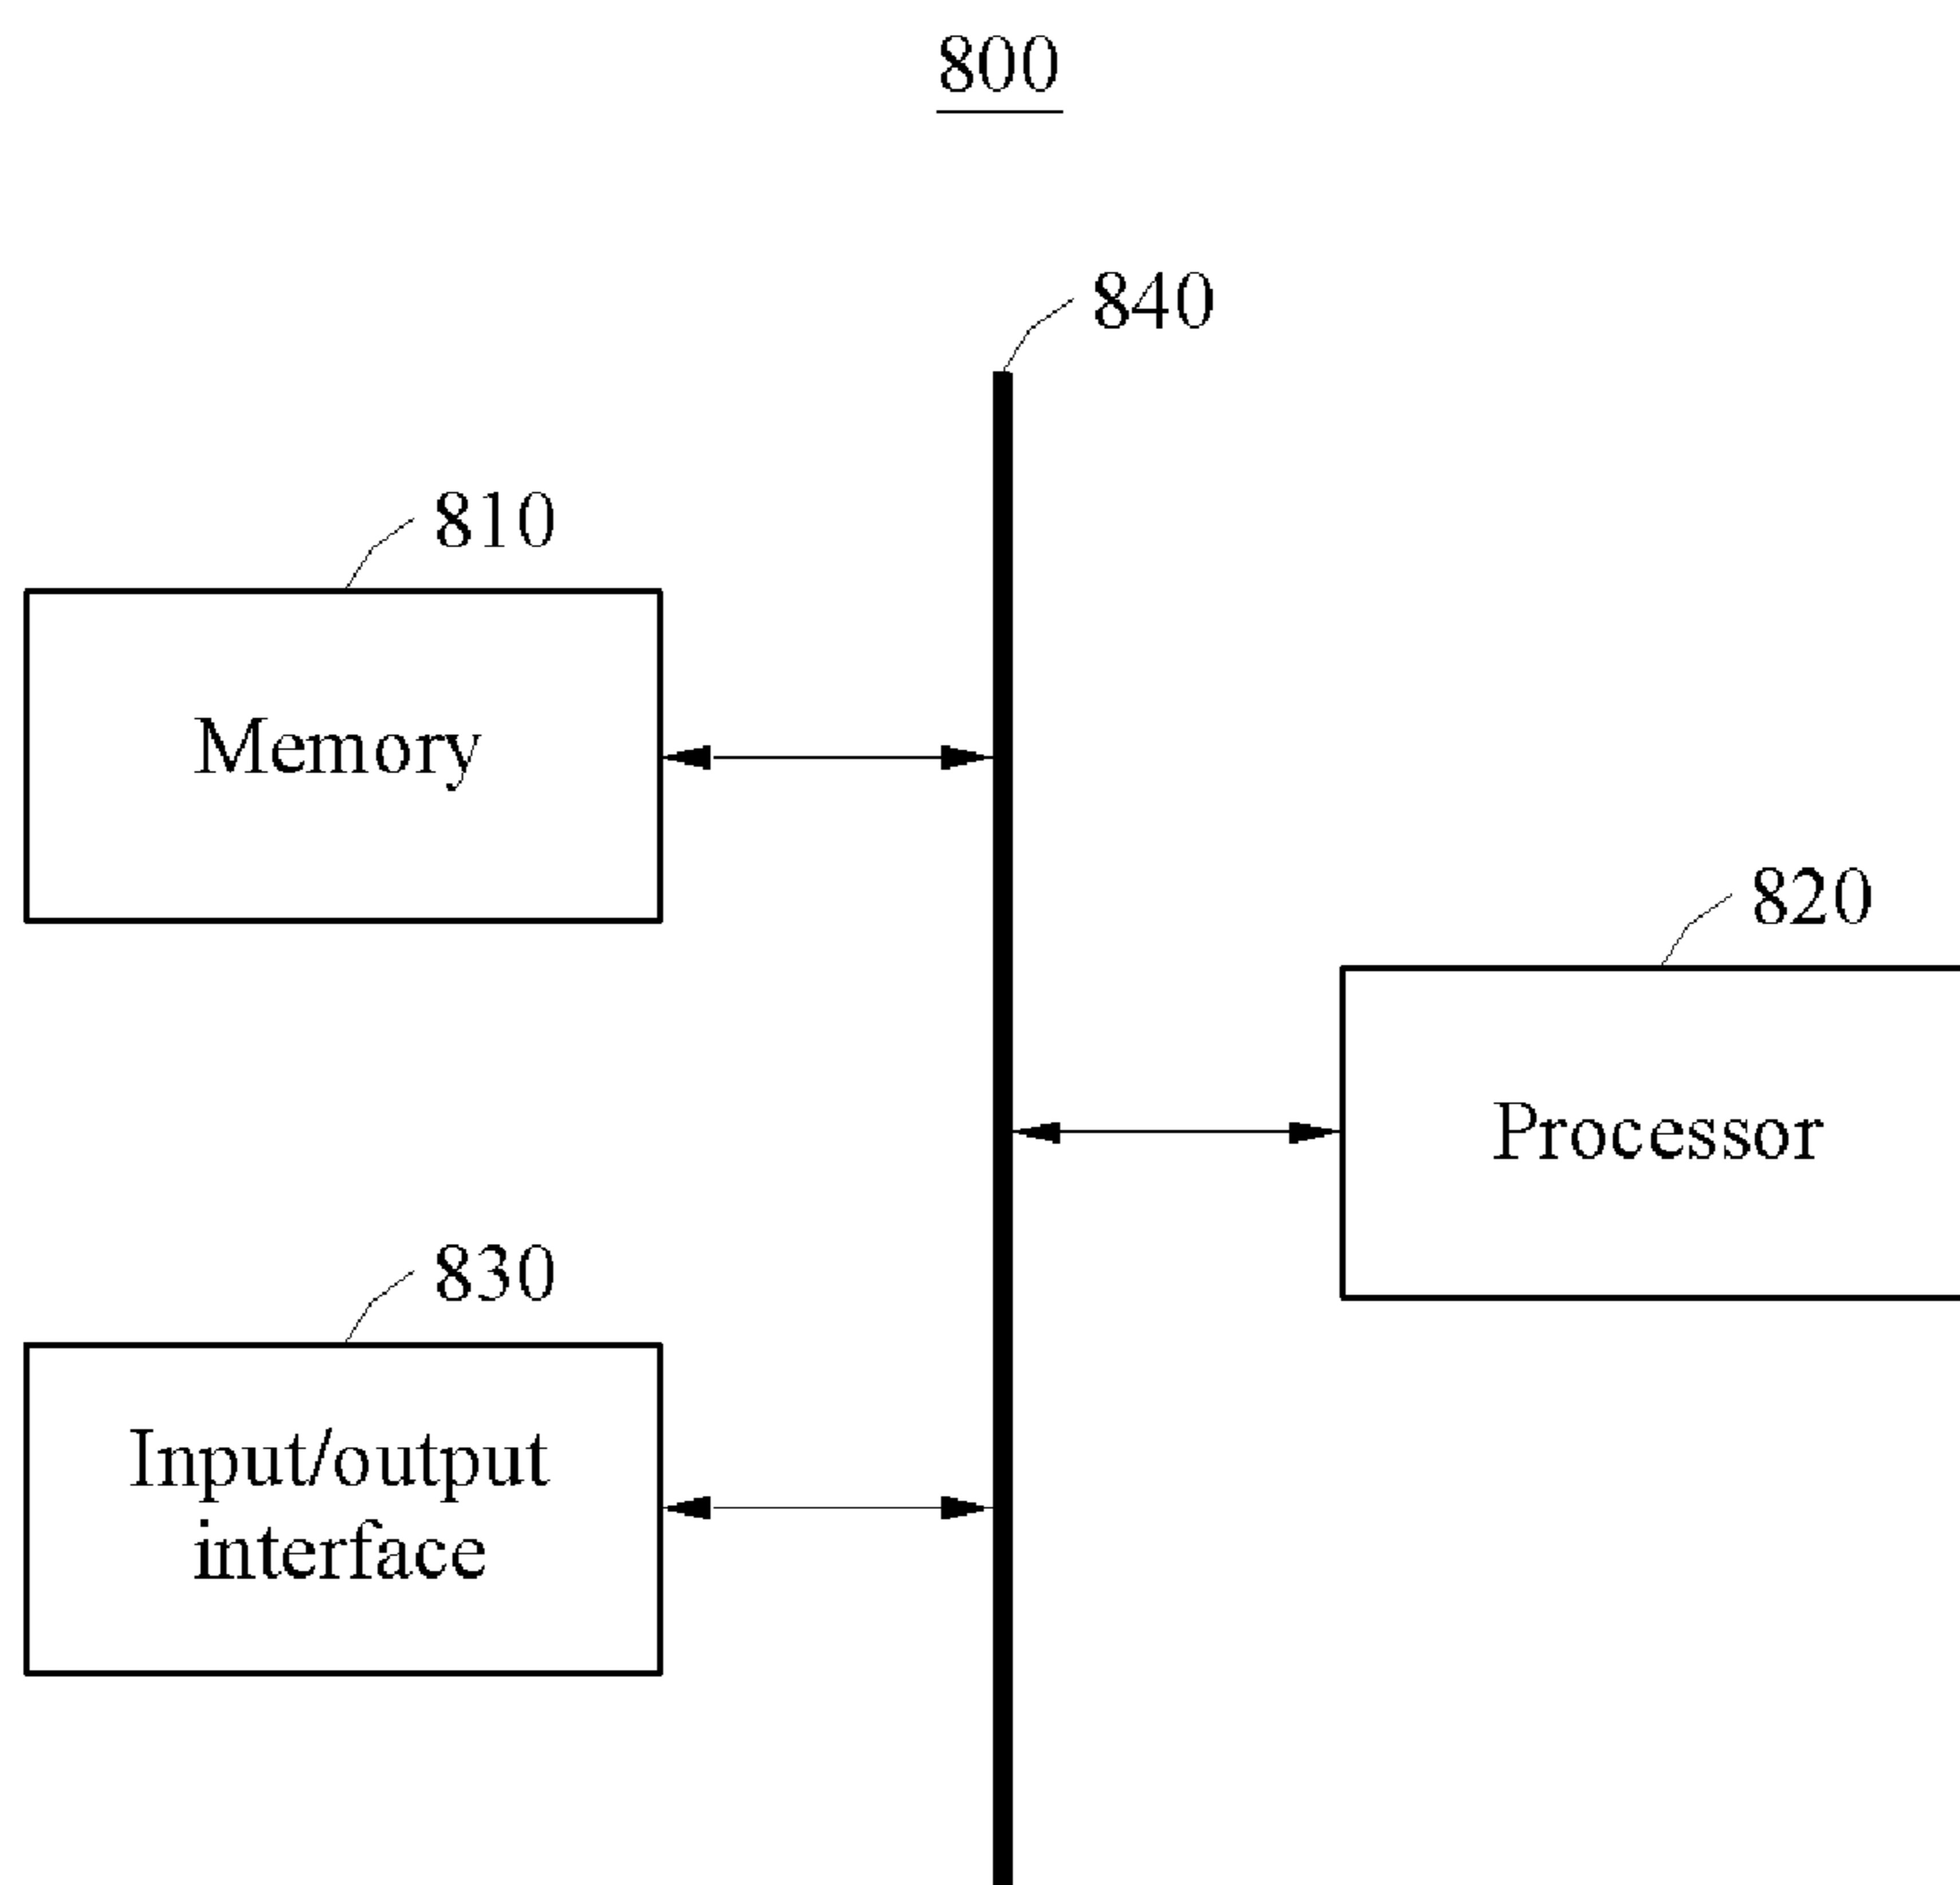 800
840
810
Memory
820
Processor
830
Input/output
interface